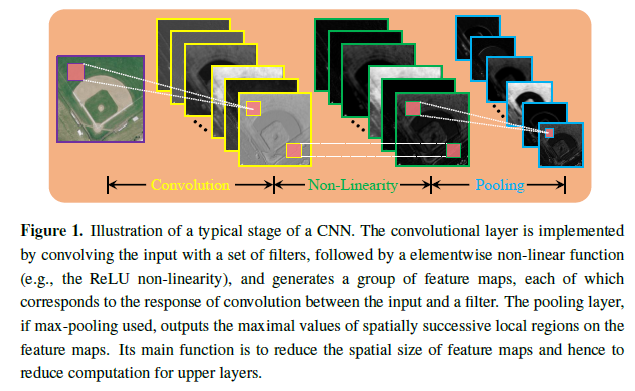 Convolution
Non-Linearity
Pooling
Figure 1. Illustration of a typical stage of a CNN. The convolutional layer is implemented
by convolving the input with a set of filters, followed by a elementwise non-linear function
(e.g., the ReLU non-linearity), and generates a group of feature maps, each of which
corresponds to the response of convolution between the input and a filter. The pooling layer,
if max-pooling used, outputs the maximal values of spatially successive local regions on the
feature maps. Its main function is to reduce the spatial size of feature maps and hence to
reduce computation for upper layers.